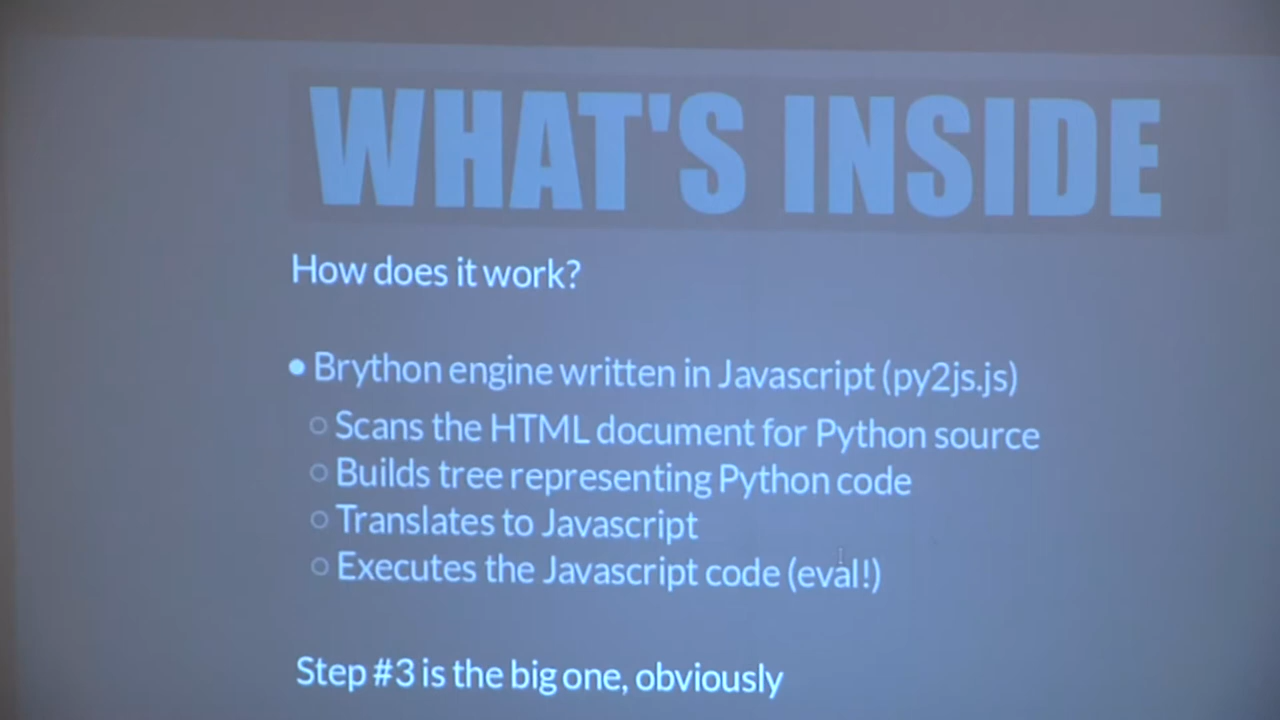 WHAT'S INSIDE
How does it work?
• Brython engine written in Javascript (py2js.js)
○ Scans the HTML document for Python source
○ Builds tree representing Python code
○ Translates to Javascript
○ Executes the Javascript code (eval!)
Step #3 is the big one, obviously